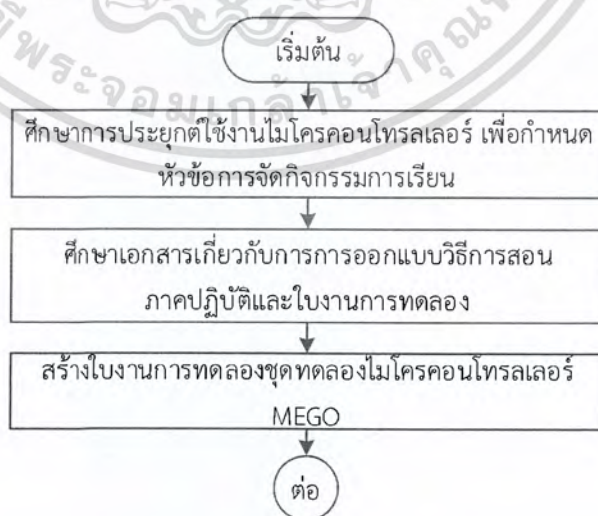 เริ่มต้น
ศึกษาการประยุกต์ใช้งานไมโครคอนโทรลเลอร์ เพื่อกำหนด
หัวข้อการจัดกิจกรรมการเรียน
ศึกษาเอกสารเกี่ยวกับการการออกแบบวิธีการสอน
ภาคปฏิบัติและใบงานการทดลอง
สร้างใบงานการทดลองชุดทดลองไมโครคอนโทรลเลอร์
MEGO
ต่อ